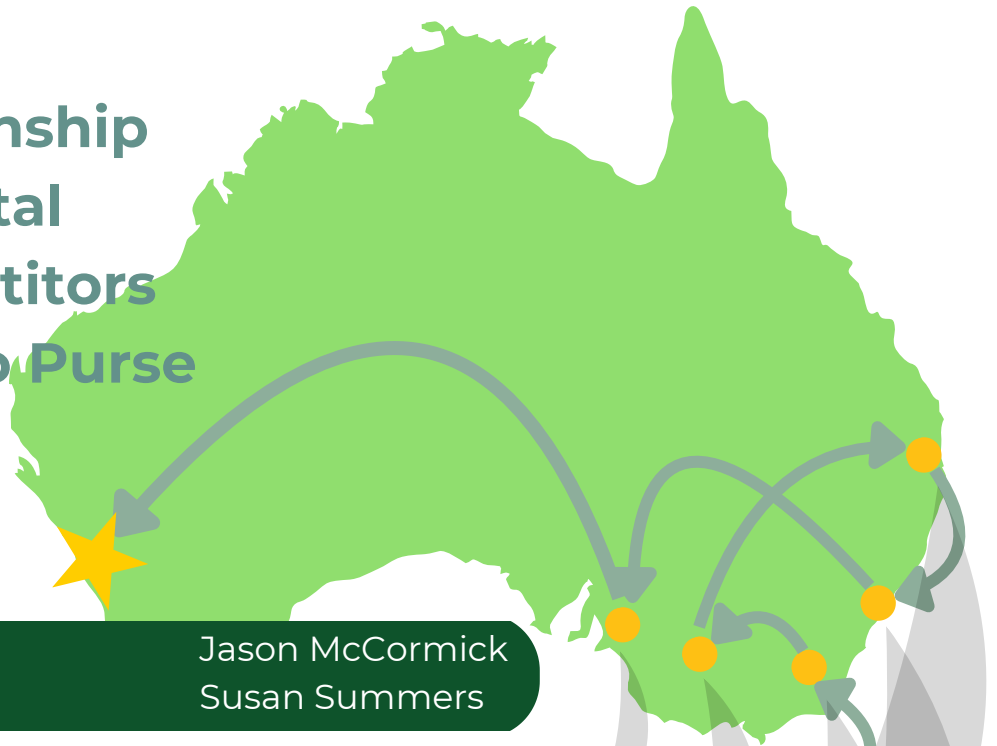 nship
tal
titors
Purse
Jason McCormick
Susan Summers